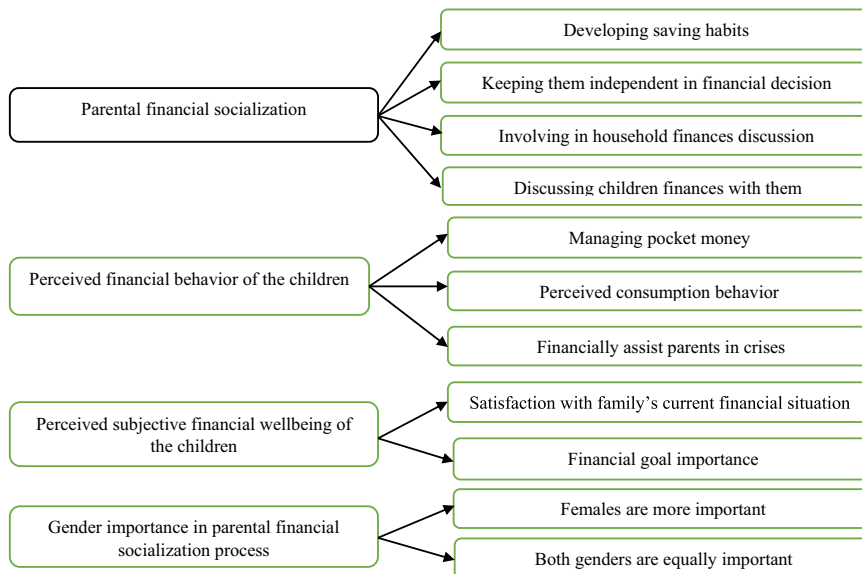 Parental financial socialization
Developing saving habits
Keeping them independent in financial decision
Involving in household finances discussion
Discussing children finances with them
Perceived financial behavior of the children
Managing pocket money
Perceived consumption behavior
Financially assist parents in crises
Perceived subjective financial wellbeing of
the children
Satisfaction with family's current financial situation
Financial goal importance
Gender importance in parental financial
socialization process
Females are more important
Both genders are equally important